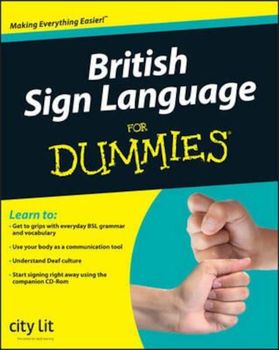 Making Everything Easier!™
British
Sign Language
FOR
DUMMIES®
Learn to:
• Get to grips with everyday BSL grammar
and vocabulary
• Use your body as a communication tool
• Understand Deaf culture
• Start signing right away using the
companion CD-Rom
city lit